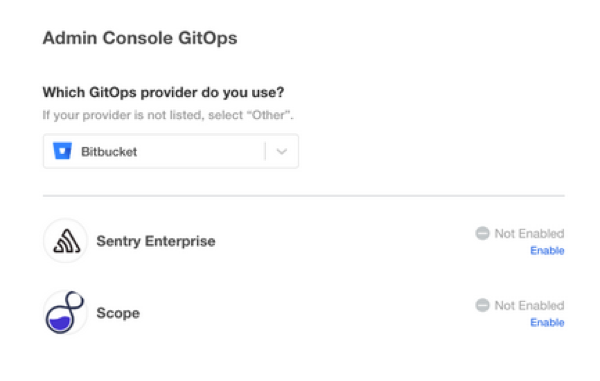 Admin Console GitOps
Which GitOps provider do you use?
If your provider is not listed, select “Other”.
Bitbucket
Sentry Enterprise
Not Enabled
Enable
Scope
Not Enabled
Enable